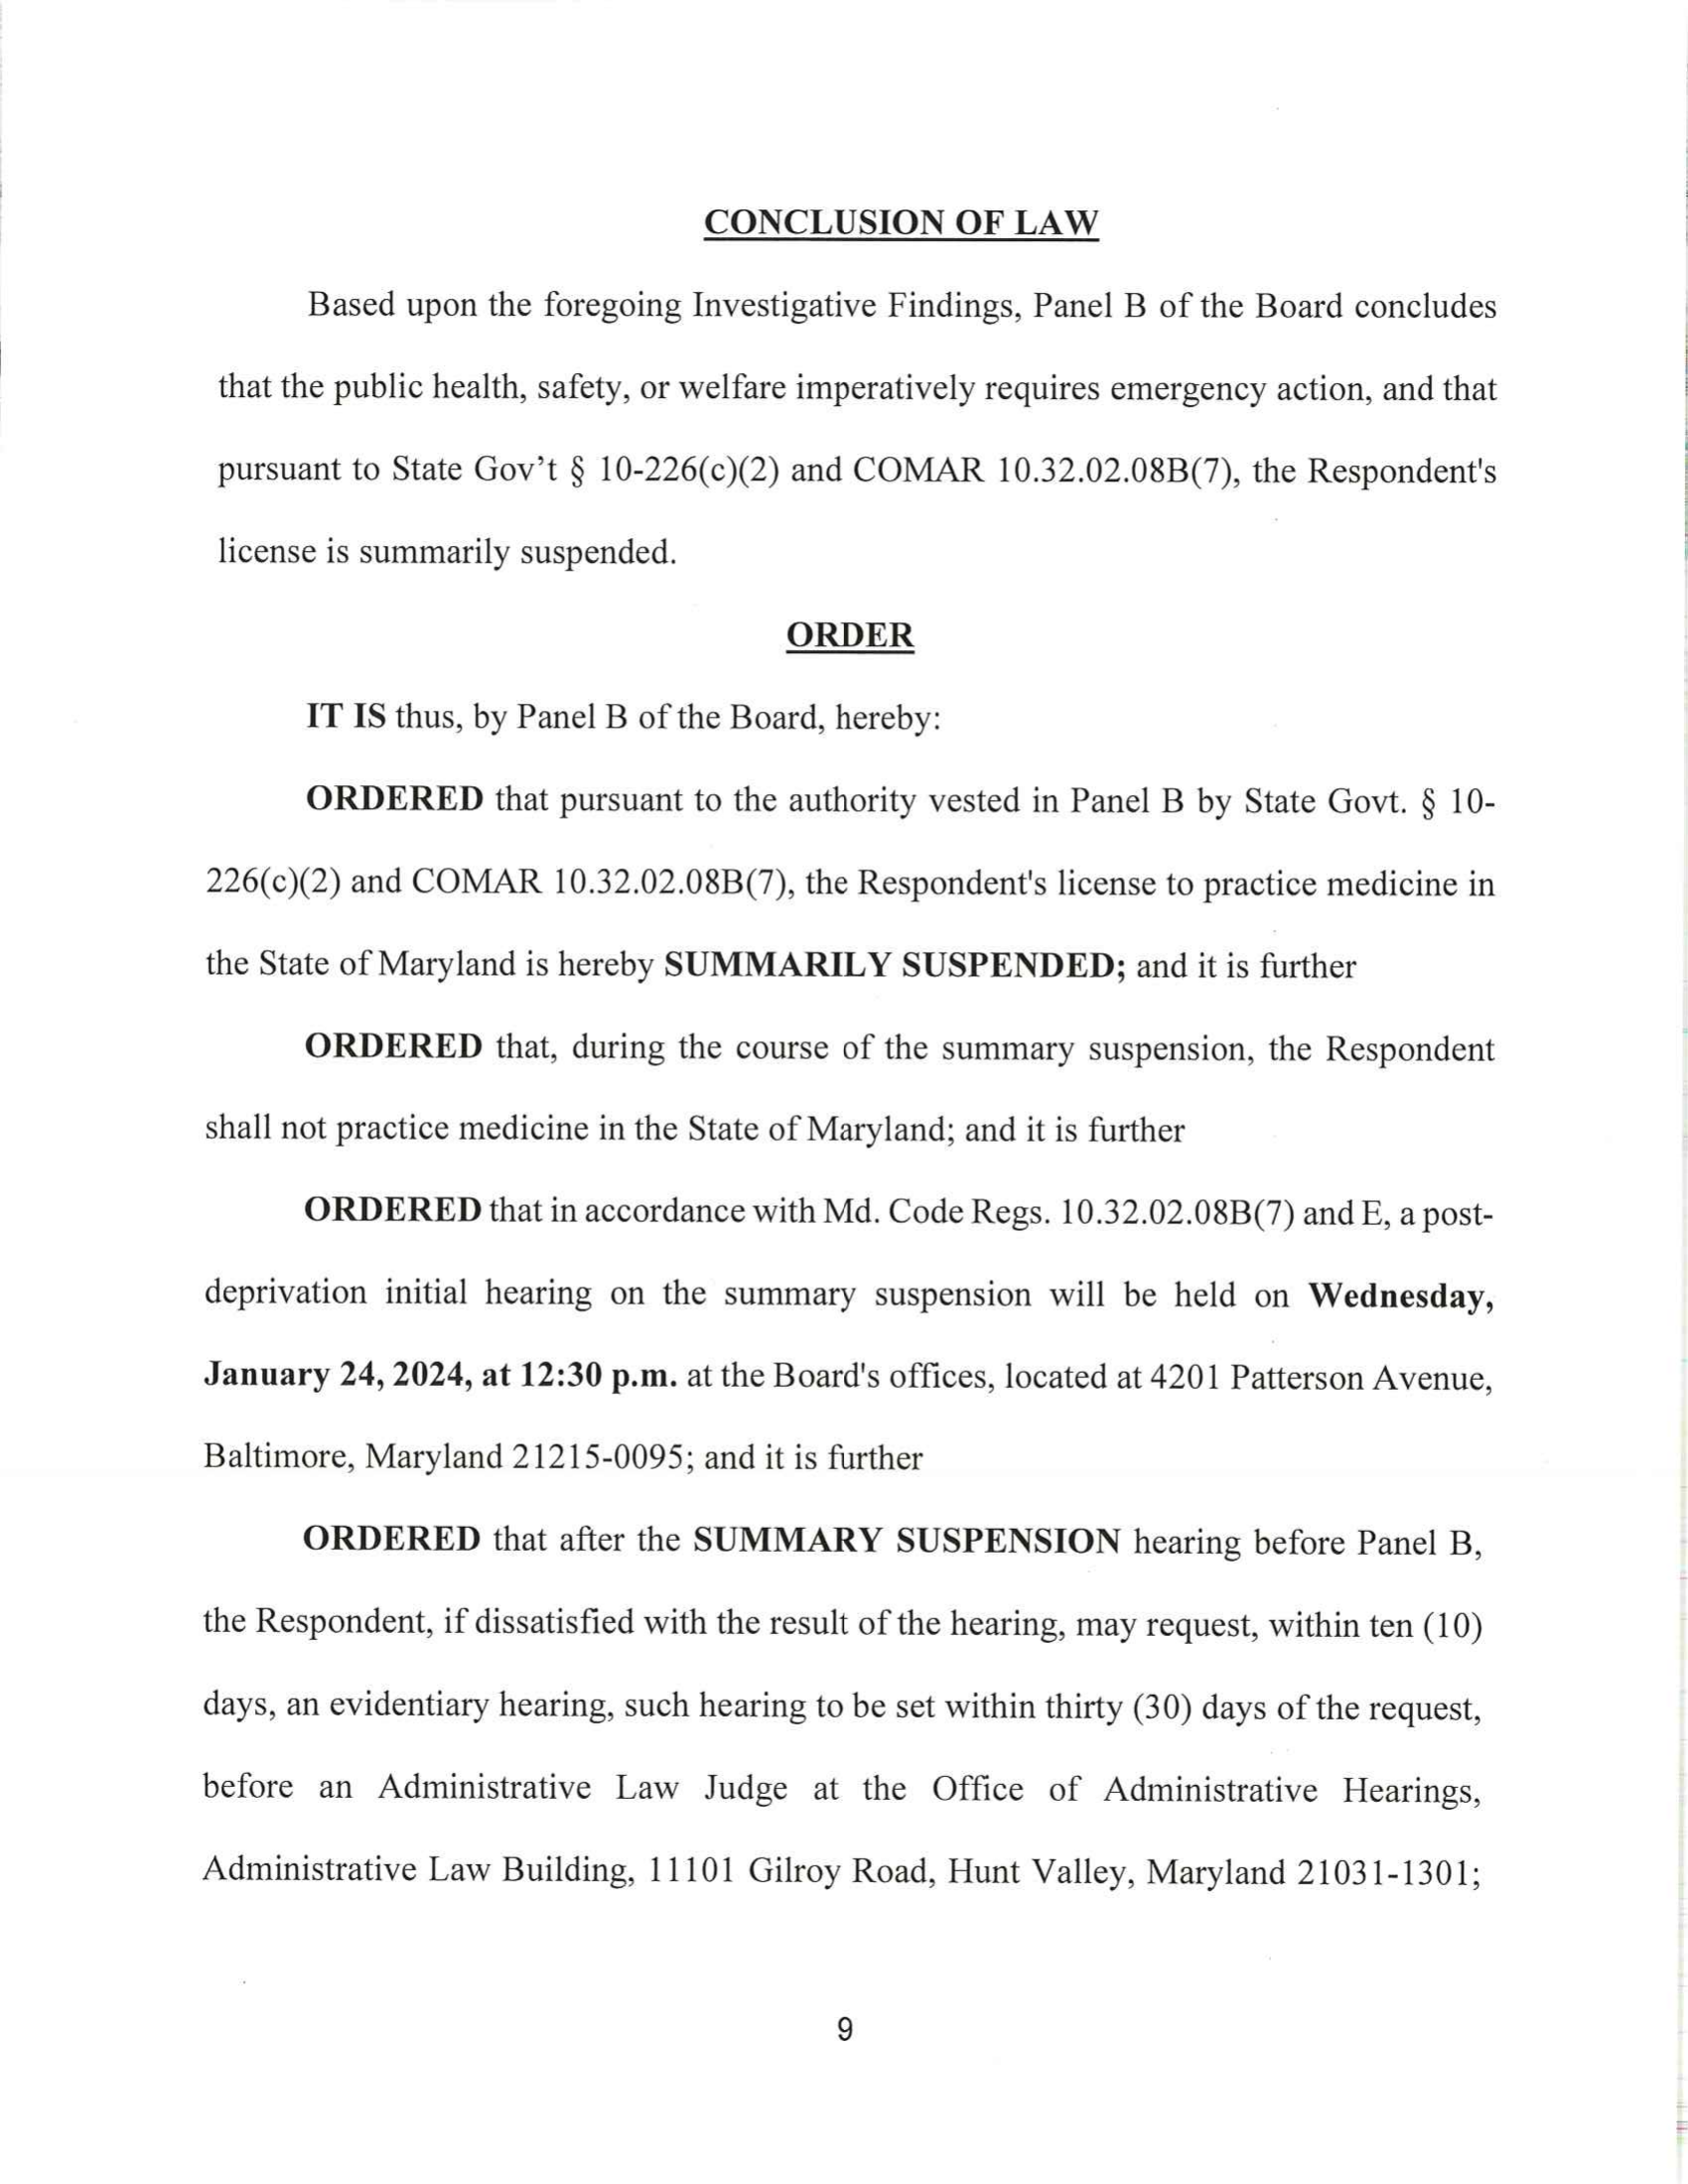 CONCLUSION OF LAW
Based upon the foregoing Investigative Findings, Panel B of the Board concludes
that the public health, safety, or welfare imperatively requires emergency action, and that
pursuant to State Gov’t § 10-226(c)(2) and COMAR 10.32.02.08B(7), the Respondent's
license is summarily suspended.
ORDER
IT IS thus, by Panel B of the Board, hereby:
ORDERED that pursuant to the authority vested in Panel B by State Govt. § 10-
226(c)(2) and COMAR 10.32.02.08B(7), the Respondent's license to practice medicine in
the State of Maryland is hereby SUMMARILY SUSPENDED; and it is further
ORDERED that, during the course of the summary suspension, the Respondent
shall not practice medicine in the State of Maryland; and it is further
ORDERED that in accordance with Md. Code Regs. 10.32.02.08B(7) and E, a post-
deprivation initial hearing on the summary suspension will be held on Wednesday,
January 24, 2024, at 12:30 p.m. at the Board's offices, located at 4201 Patterson Avenue,
Baltimore, Maryland 21215-0095; and it is further
ORDERED that after the SUMMARY SUSPENSION hearing before Panel B,
the Respondent, if dissatisfied with the result of the hearing, may request, within ten (10)
days, an evidentiary hearing, such hearing to be set within thirty (30) days of the request,
before an Administrative Law Judge at the Office of Administrative Hearings,
Administrative Law Building, 11101 Gilroy Road, Hunt Valley, Maryland 21031-1301;
9